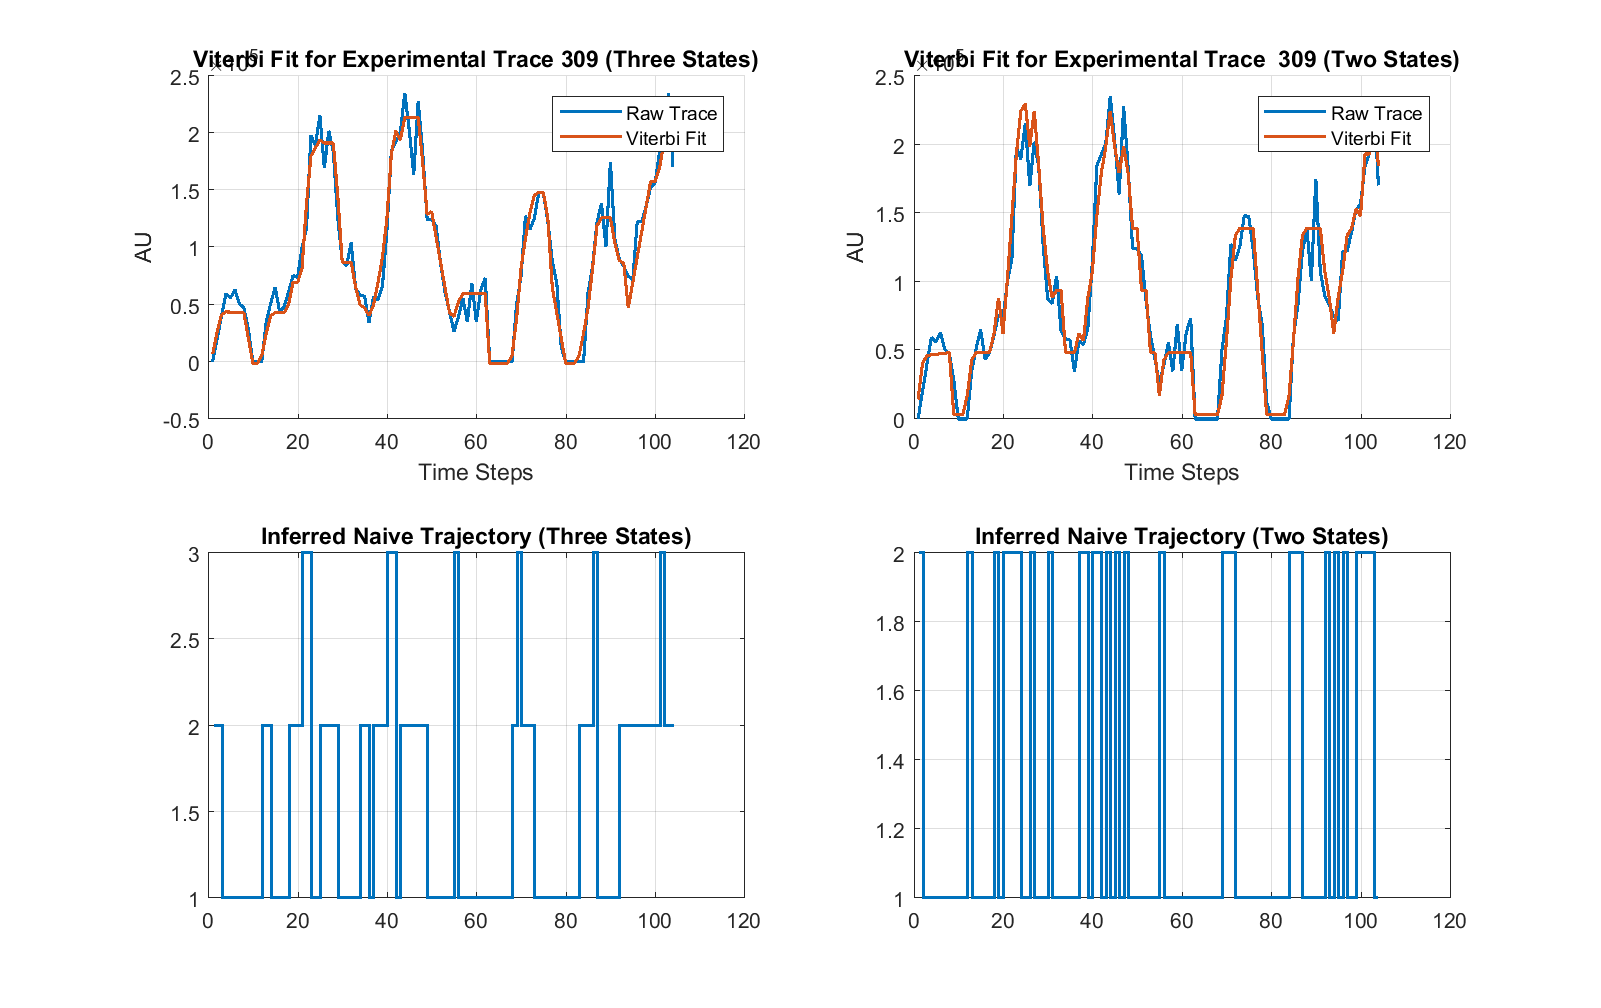 Viterbi Fit for Experimental Trace 309 (Three States)
×10^5
2.5
2
1.5
1
0.5
0
-0.5
AU
Raw Trace
Viterbi Fit
0 20 40 60 80 100 120
Time Steps
Viterbi Fit for Experimental Trace 309 (Two States)
×10^5
2.5
2
1.5
1
0.5
0
AU
Raw Trace
Viterbi Fit
0 20 40 60 80 100 120
Time Steps
Inferred Naive Trajectory (Three States)
3
2.5
2
1.5
1
0 20 40 60 80 100 120
Inferred Naive Trajectory (Two States)
2
1.8
1.6
1.4
1.2
1
0 20 40 60 80 100 120